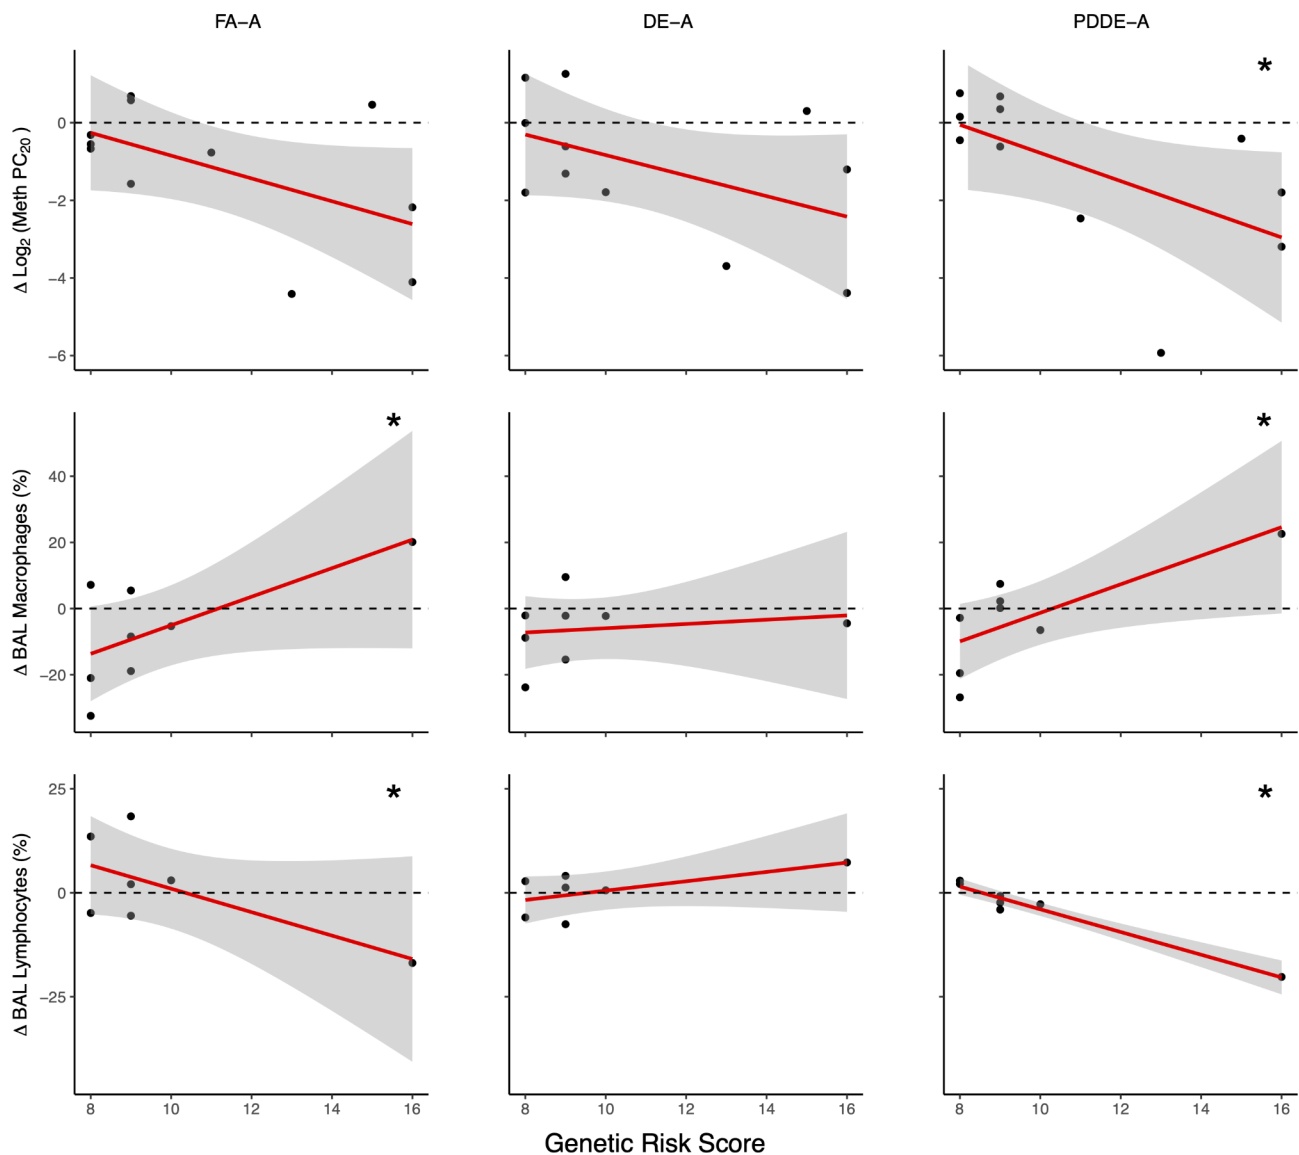 FA−A DE−A PDDE−A
*
Δ Log₂ (Meth PC₂₀)
0
−2
−4
−6
* *
Δ BAL Macrophages (%)
40
20
0
−20
* *
Δ BAL Lymphocytes (%)
25
0
−25
8 10 12 14 16 8 10 12 14 16 8 10 12 14 16
Genetic Risk Score